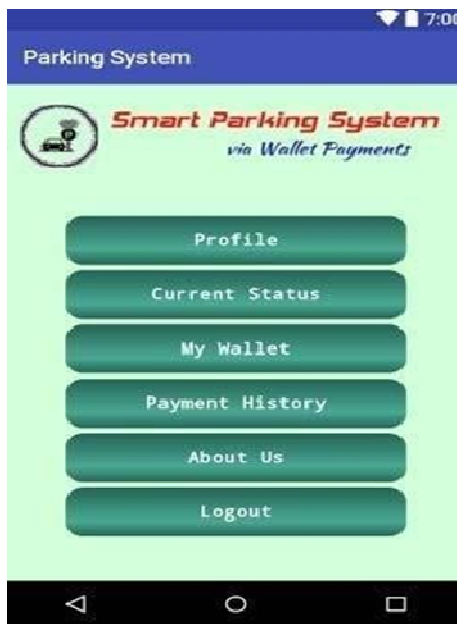 7:00
Parking System
Smart Parking System
via Wallet Payments
Profile
Current Status
My Wallet
Payment History
About Us
Logout